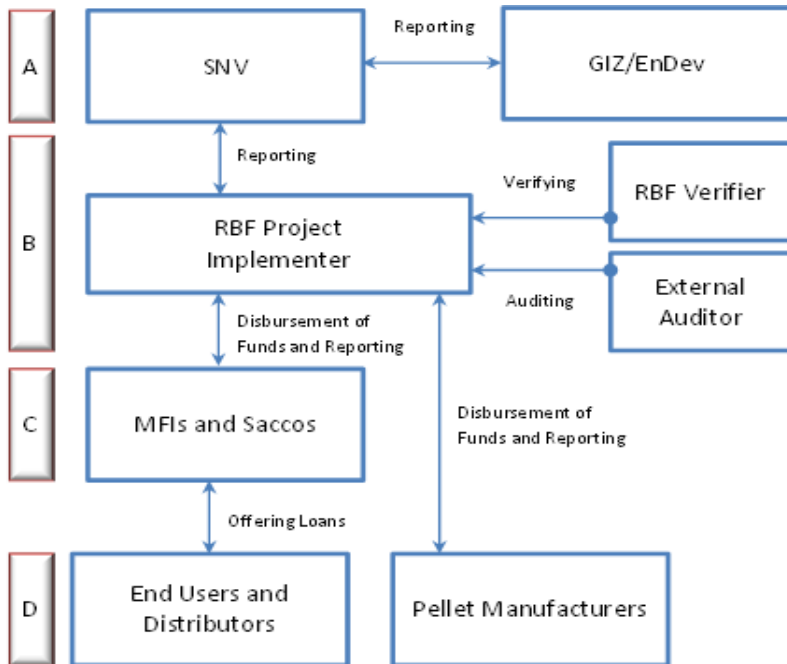 A
SNV
Reporting
GIZ/EnDev
Reporting
B
RBF Project
Implementer
Verifying
RBF Verifier
Auditing
External
Auditor
Disbursement of
Funds and Reporting
C
MFIs and Saccos
Disbursement of
Funds and Reporting
Offering Loans
D
End Users and
Distributors
Pellet Manufacturers